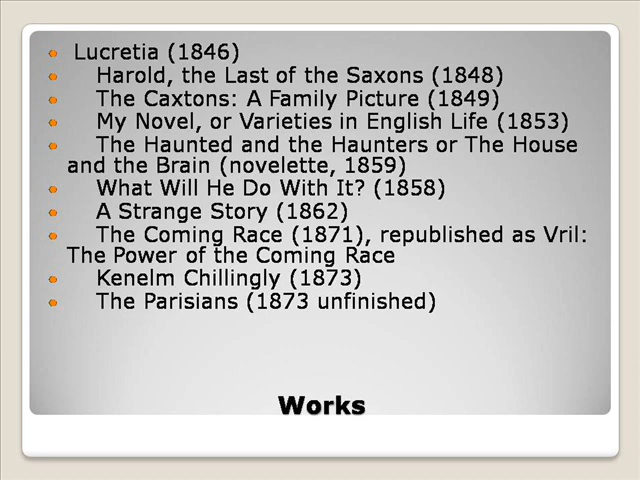 Lucretia (1846)
Harold, the Last of the Saxons (1848)
The Caxtons: A Family Picture (1849)
My Novel, or Varieties in English Life (1853)
The Haunted and the Haunters or The House
and the Brain (novelette, 1859)
What Will He Do With It? (1858)
A Strange Story (1862)
The Coming Race (1871), republished as Vril:
The Power of the Coming Race
Kenelm Chillingly (1873)
The Parisians (1873 unfinished)
Works